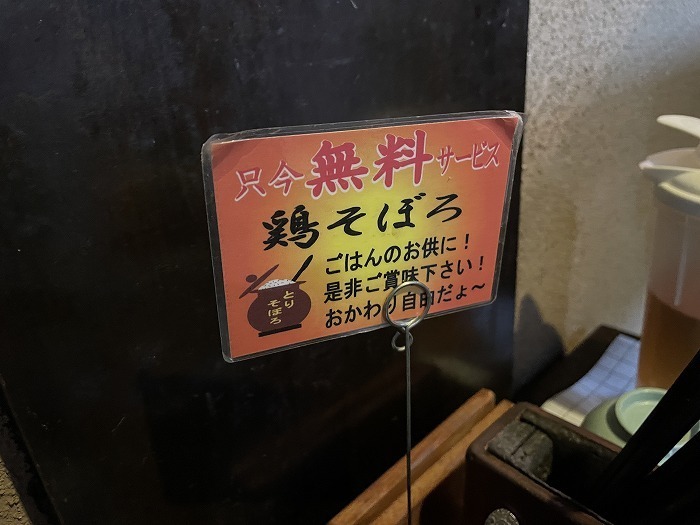 只今無料サービス
鶏そぼろ
ごはんのお供に！
是非ご賞味下さい！
おかわり自由だよ〜
とり
そぼろ